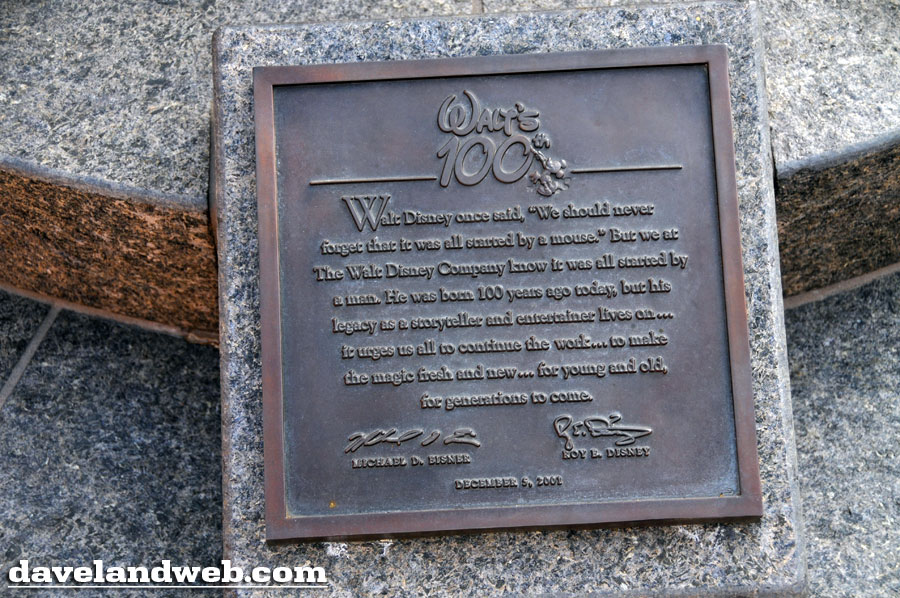 Walt's
100th
Walt Disney once said, "We should never
forget that it was all started by a mouse." But we at
The Walt Disney Company know it was all started by
a man. He was born 100 years ago today, but his
legacy as a storyteller and entertainer lives on...
it urges us all to continue the work... to make
the magic fresh and new... for young and old,
for generations to come.
MICHAEL D. EISNER
ROY E. DISNEY
DECEMBER 5, 2001
davelandweb.com